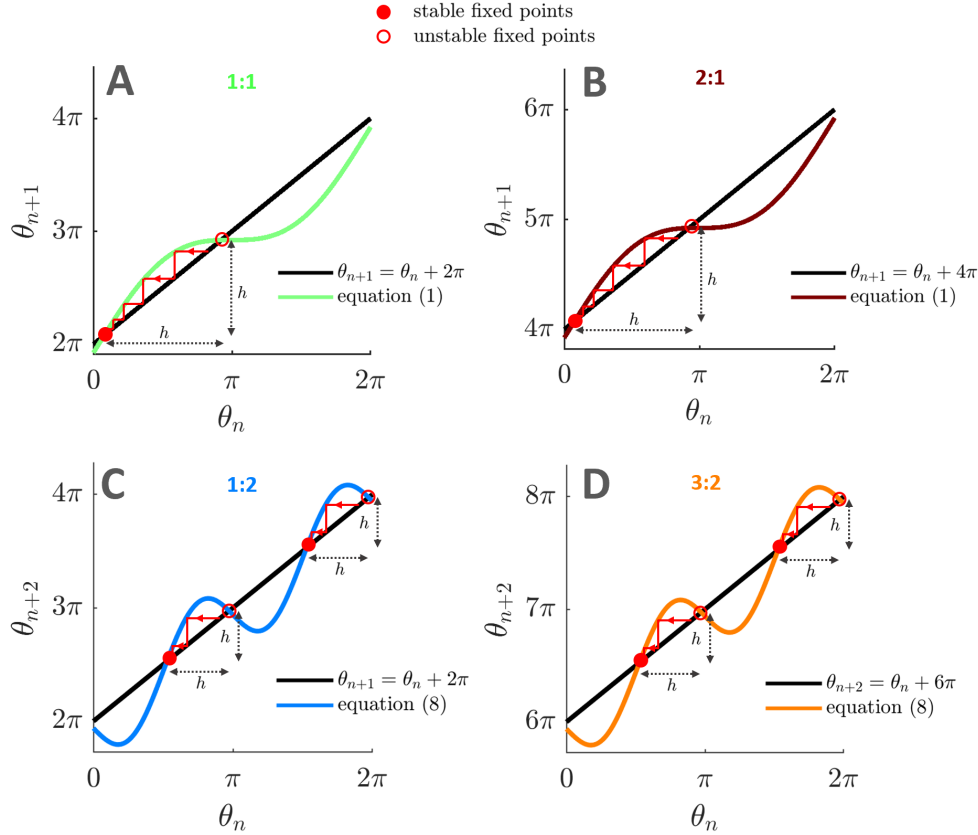 stable fixed points
unstable fixed points
A
1:1
4π
3π
2π
θn+1
h
h
θn+1 = θn + 2π
equation (1)
0
π
2π
θn
B
2:1
6π
5π
4π
θn+1
h
h
θn+1 = θn + 4π
equation (1)
0
π
2π
θn
C
1:2
4π
3π
2π
θn+2
h
h
h
h
θn+1 = θn + 2π
equation (8)
0
π
2π
θn
D
3:2
8π
7π
6π
θn+2
h
h
h
h
θn+2 = θn + 6π
equation (8)
0
π
2π
θn